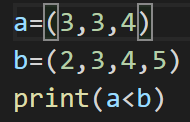 a=(3,3,4)
b=(2,3,4,5)
print(a<b)